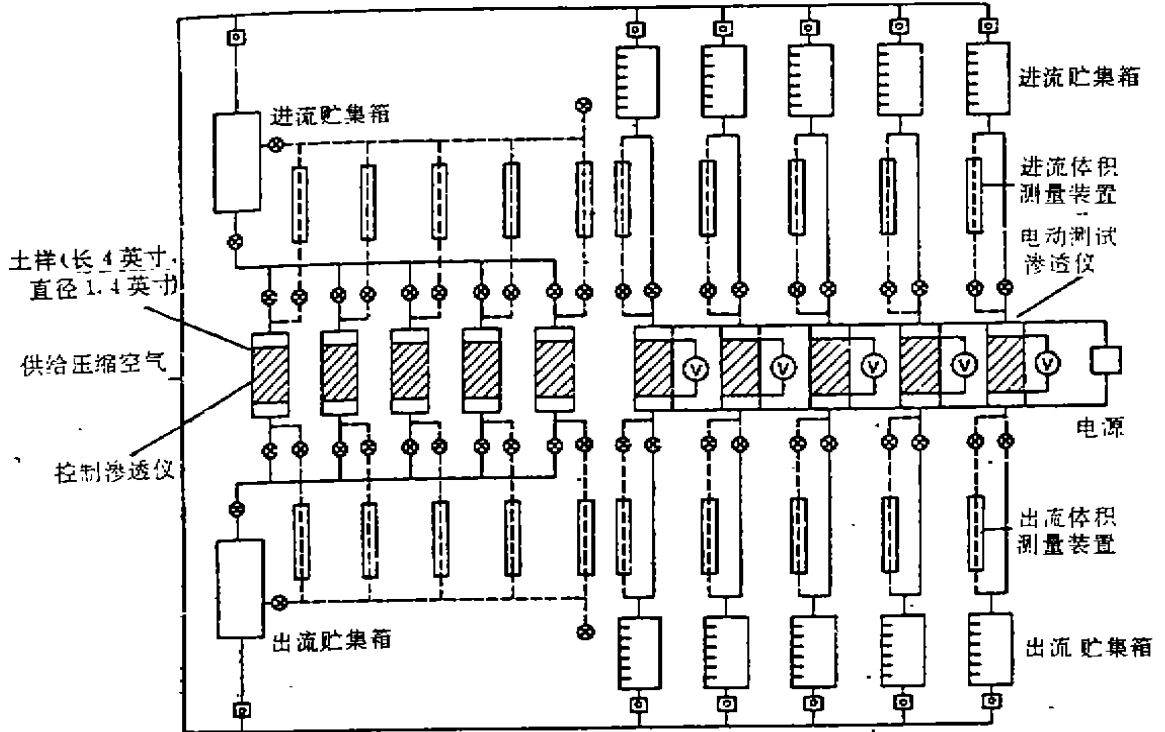 进流贮集箱
进流贮集箱
进流体积
测量装置
电动测试
渗透仪
土样(长4英寸,
直径1.4英寸)
供给压缩空气
控制渗透仪
V
V
V
V
V
电源
出流体积
测量装置
出流贮集箱
出流贮集箱